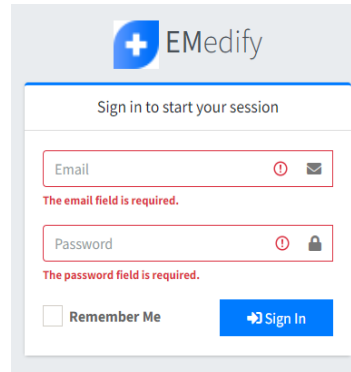 EMedify
Sign in to start your session
Email
The email field is required.
Password
The password field is required.
Remember Me
Sign In